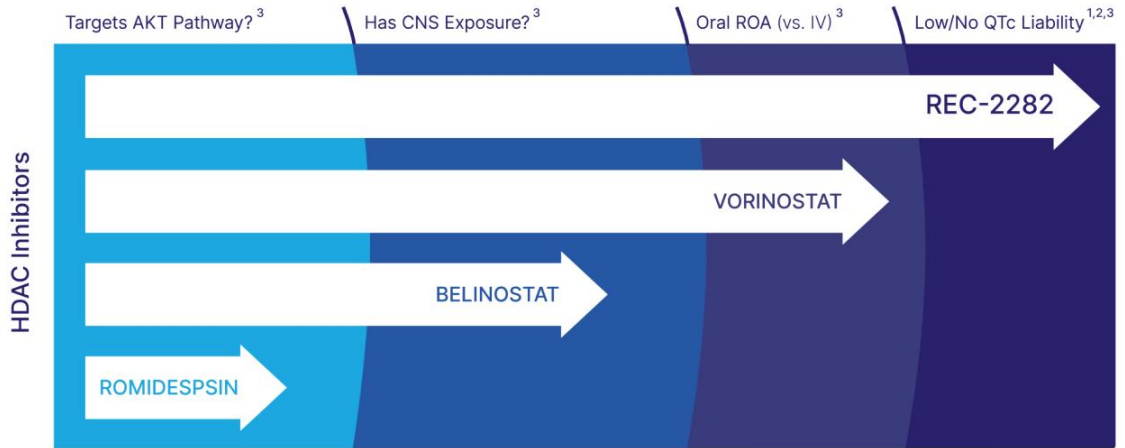 Targets AKT Pathway? 3
Has CNS Exposure? 3
Oral ROA (vs. IV) 3
Low/No QTc Liability 1,2,3
HDAC Inhibitors
REC-2282
VORINOSTAT
BELINOSTAT
ROMIDESPSIN